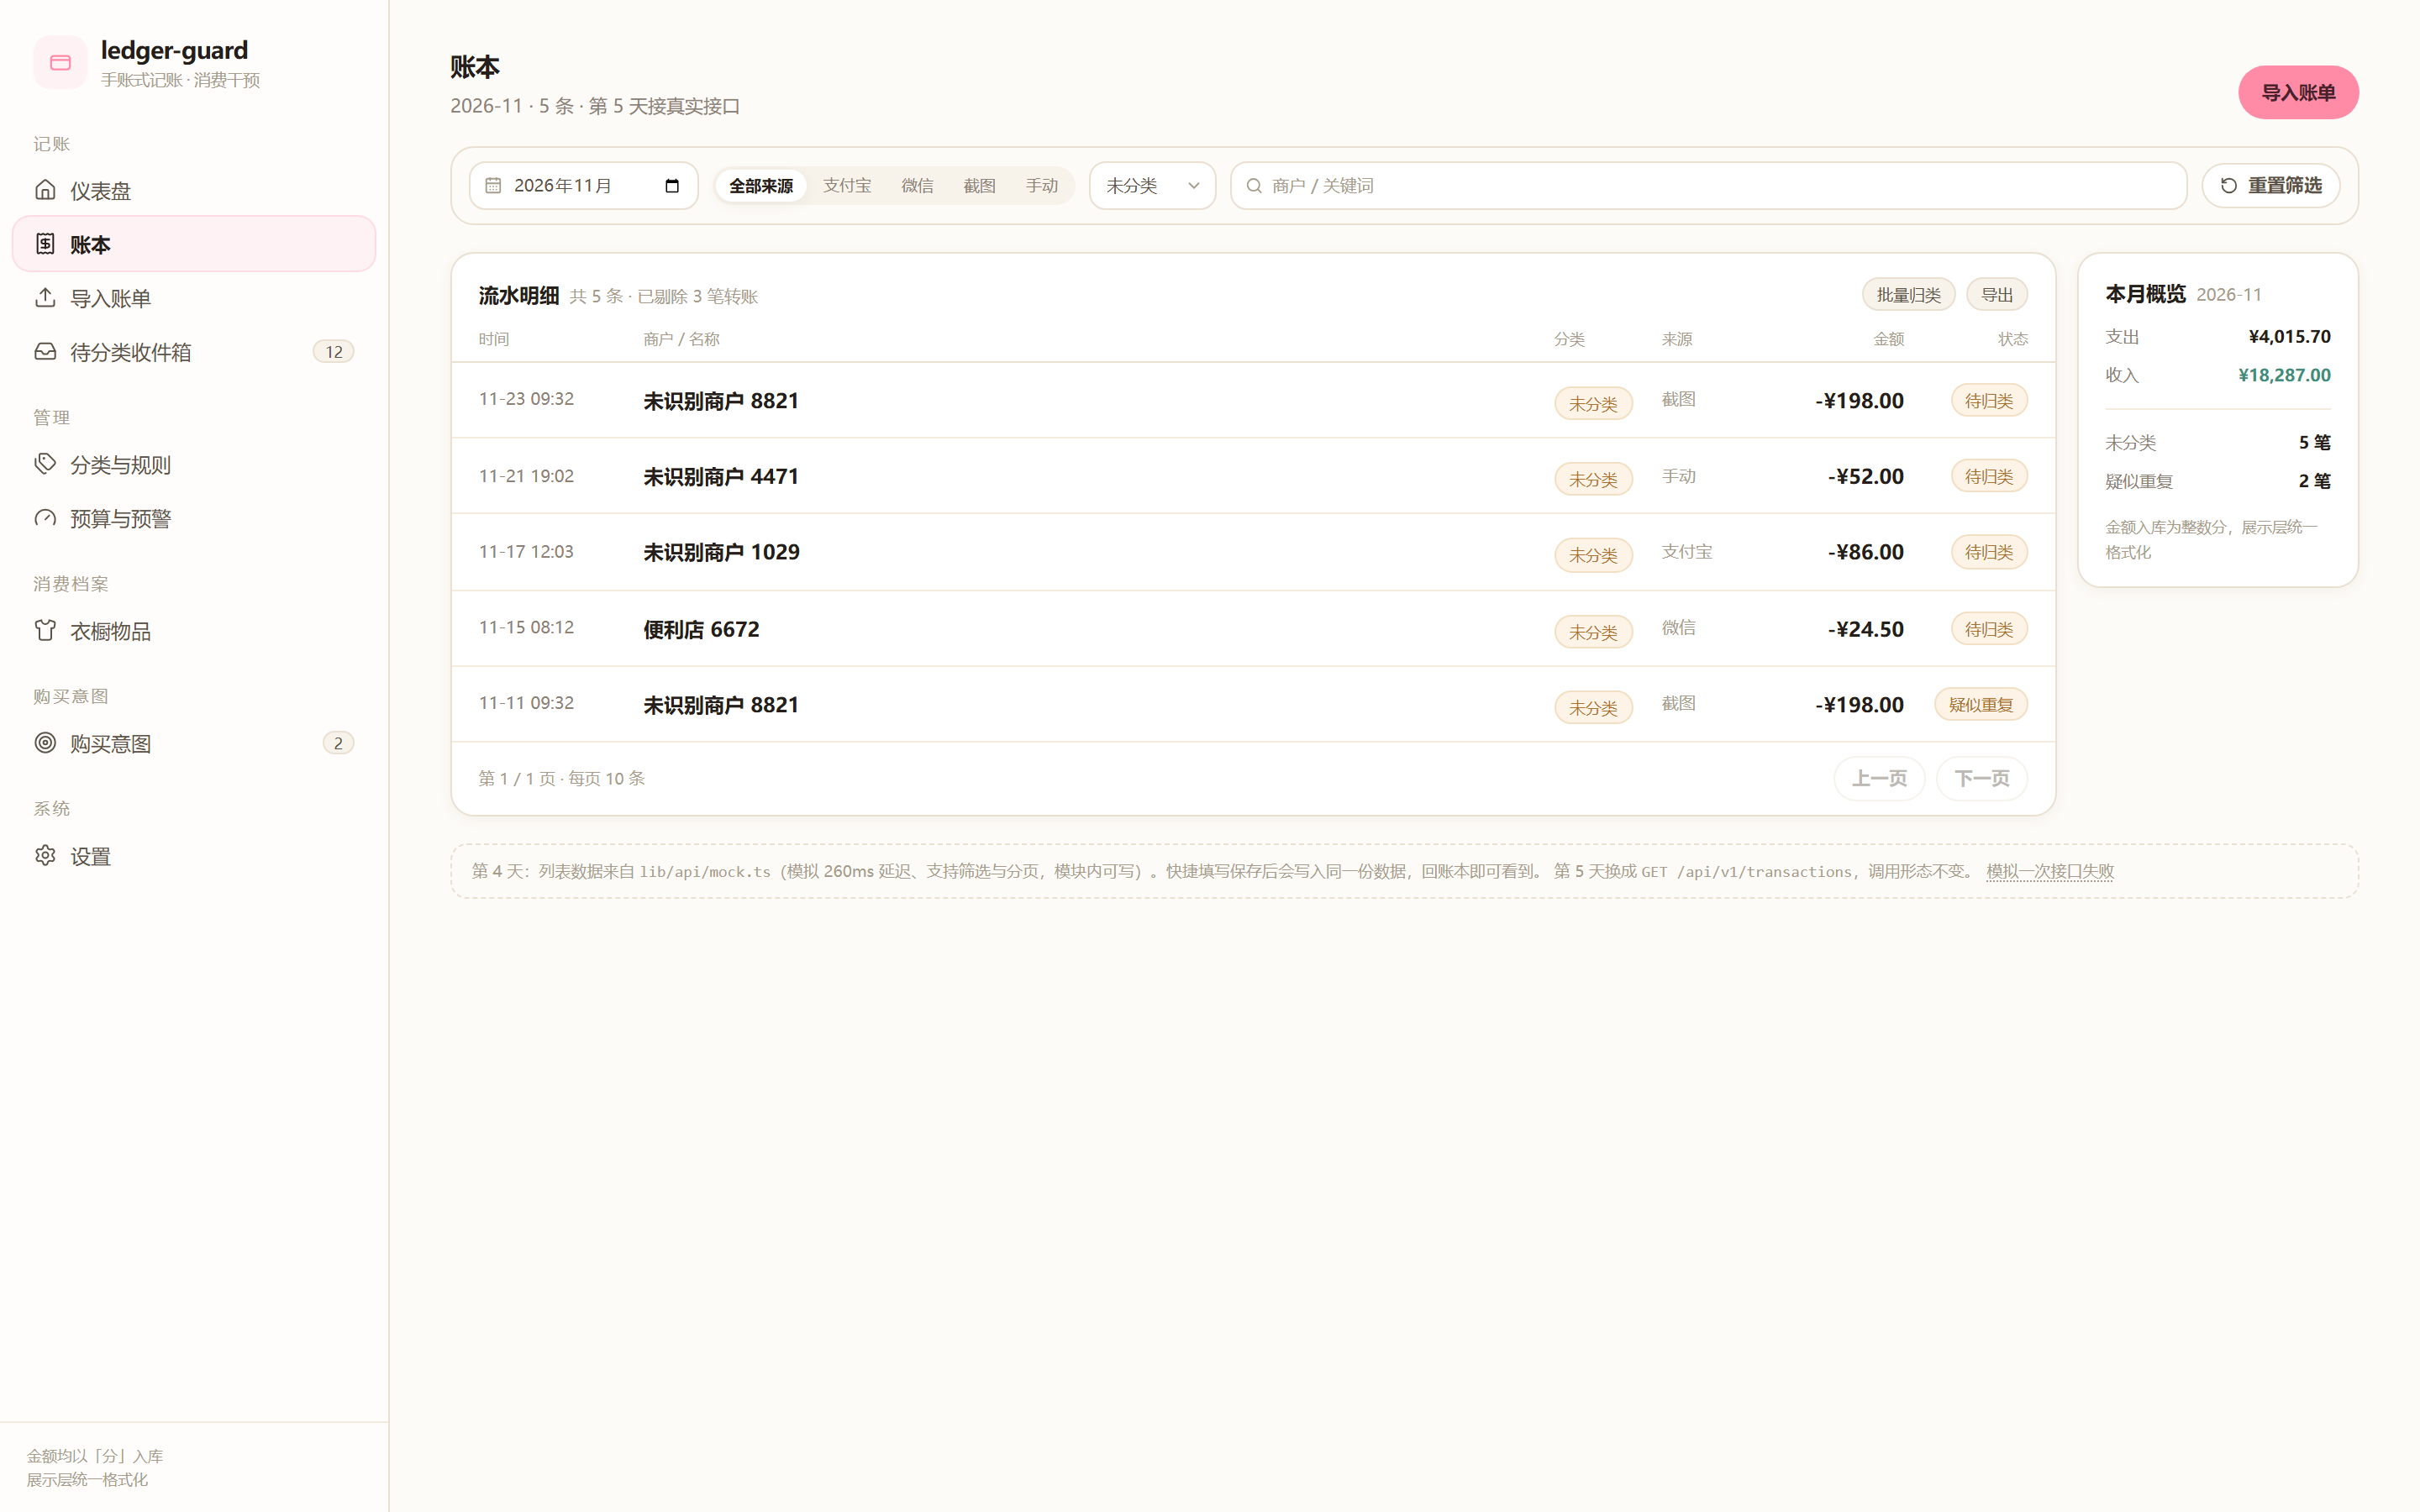 ledger-guard
手账式记账 · 消费干预
记账
仪表盘
账本
导入账单
待分类收件箱 12
管理
分类与规则
预算与预警
消费档案
衣橱物品
购买意图
购买意图 2
系统
设置
金额均以「分」入库
展示层统一格式化
账本
2026-11 · 5 条 · 第 5 天接真实接口
导入账单
2026年11月 全部来源 支付宝 微信 截图 手动 未分类 商户 / 关键词 重置筛选
流水明细 共 5 条 · 已剔除 3 笔转账 批量归类 导出
时间 商户 / 名称 分类 来源 金额 状态
11-23 09:32 未识别商户 8821 未分类 截图 -¥198.00 待归类
11-21 19:02 未识别商户 4471 未分类 手动 -¥52.00 待归类
11-17 12:03 未识别商户 1029 未分类 支付宝 -¥86.00 待归类
11-15 08:12 便利店 6672 未分类 微信 -¥24.50 待归类
11-11 09:32 未识别商户 8821 未分类 截图 -¥198.00 疑似重复
第 1 / 1 页 · 每页 10 条 上一页 下一页
本月概览 2026-11
支出 ¥4,015.70
收入 ¥18,287.00
未分类 5 笔
疑似重复 2 笔
金额入库为整数分，展示层统一
格式化
第 4 天：列表数据来自 lib/api/mock.ts（模拟 260ms 延迟、支持筛选与分页，模块内可写）。快捷填写保存后会写入同一份数据，回账本即可看到。 第 5 天换成 GET /api/v1/transactions，调用形态不变。 模拟一次接口失败